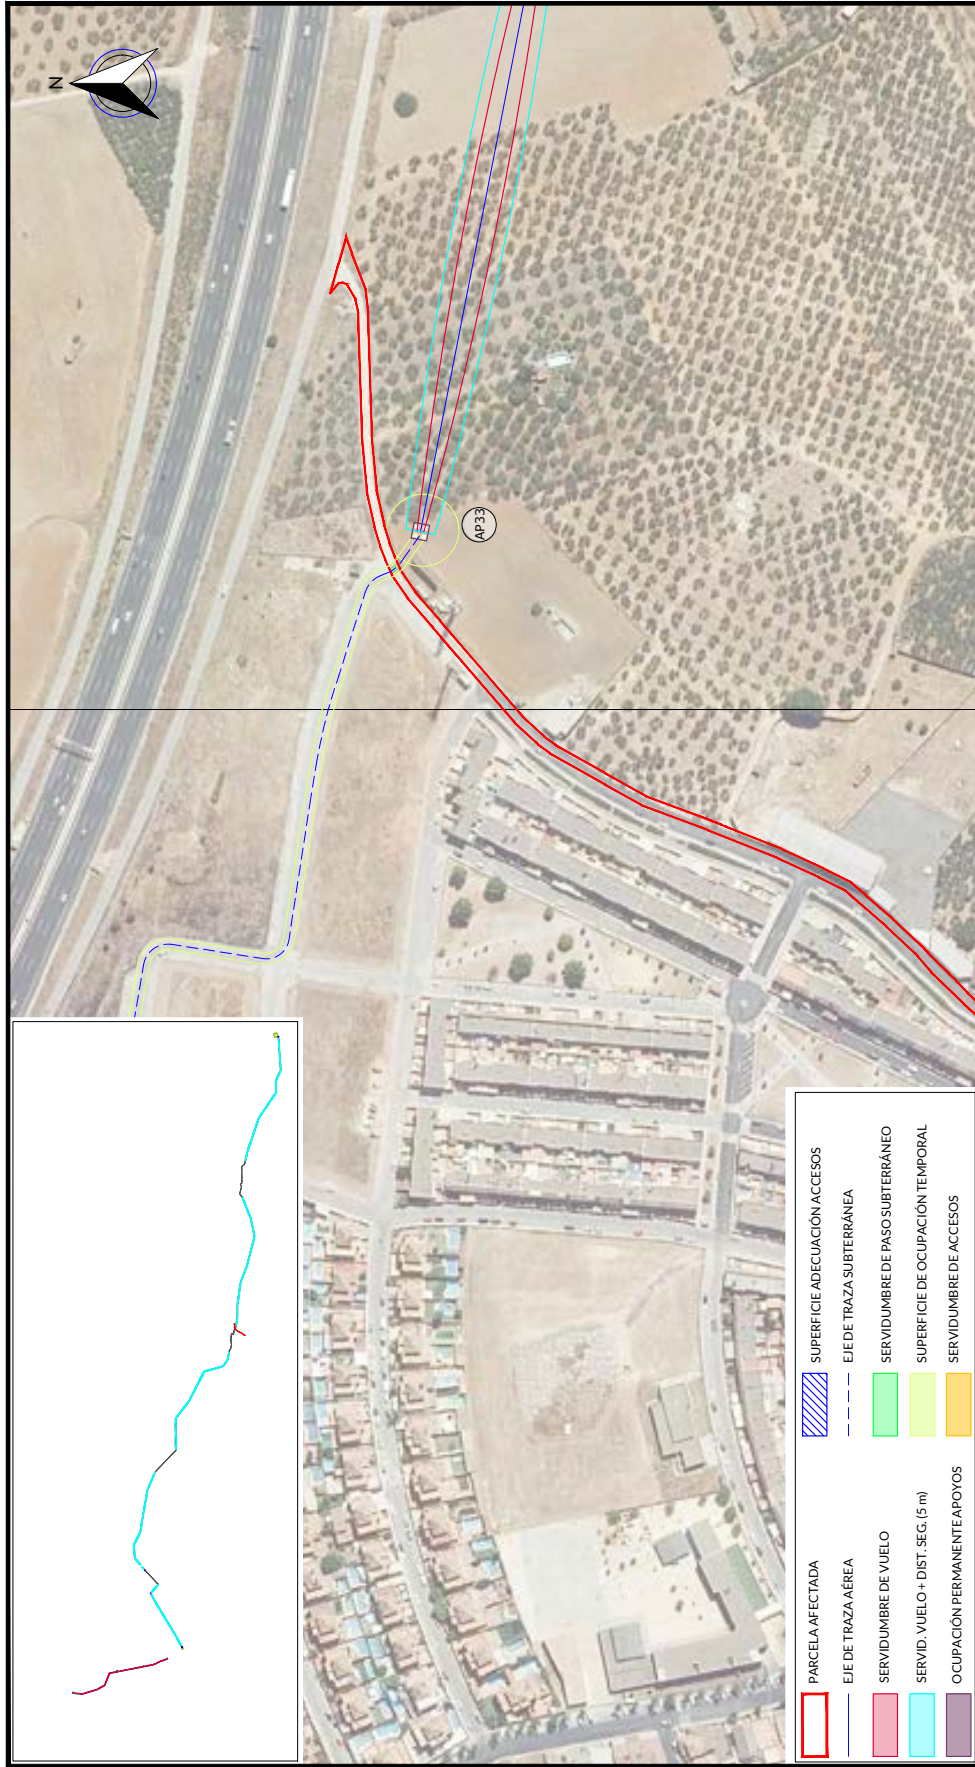 N
AP33
PARCELA AFECTADA
EJE DE TRAZA AÉREA
SERVIDUMBRE DE VUELO
SERVID. VUELO + DIST. SEG. (5 m)
OCUPACIÓN PERMANENTE APOYOS
SUPERFICIE ADECUACIÓN ACCESOS
EJE DE TRAZA SUBTERRÁNEA
SERVIDUMBRE DE PASO SUBTERRÁNEO
SUPERFICIE DE OCUPACIÓN TEMPORAL
SERVIDUMBRE DE ACCESOS